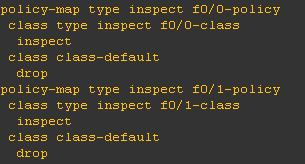 policy-map type inspect f0/0-policy
class type inspect f0/0-class
inspect
class class-default
drop
policy-map type inspect f0/1-policy
class type inspect f0/1-class
inspect
class class-default
drop